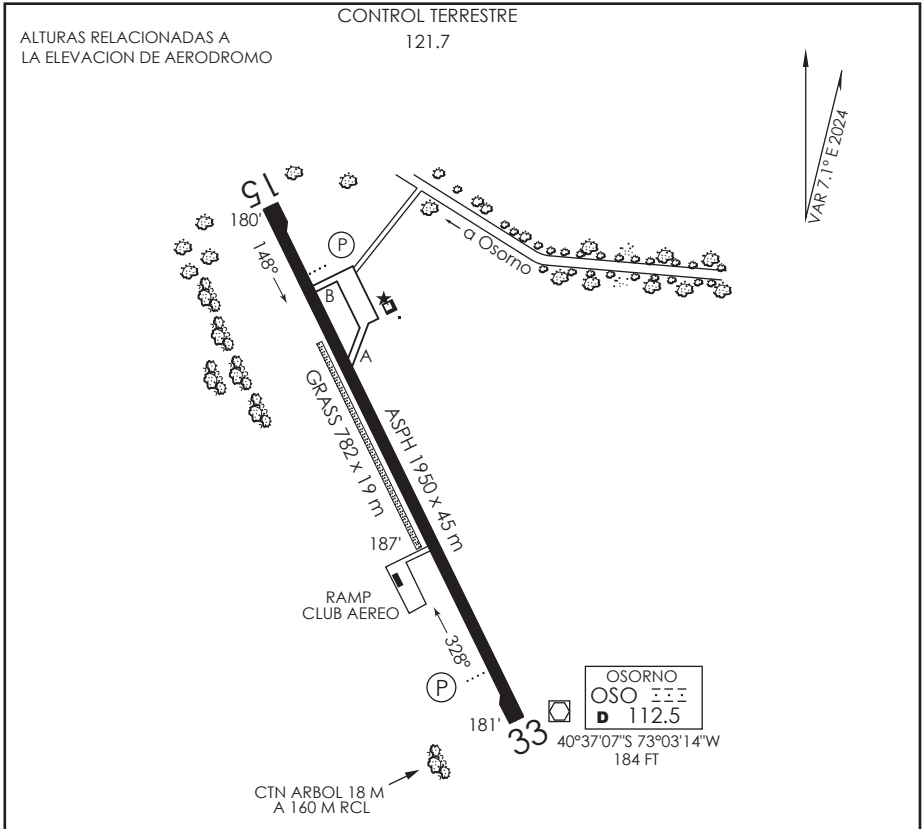 CONTROL TERRESTRE
121.7
ALTURAS RELACIONADAS A
LA ELEVACION DE AERODROMO
VAR 7.1° E 2024
15
180'
148°
P
a Osorno
B
A
GRASS 782 x 19 m
ASPH 1950 x 45 m
187'
RAMP
CLUB AEREO
328°
P
181'
33
OSORNO
OSO
D 112.5
40°37'07"S 73°03'14"W
184 FT
CTN ARBOL 18 M
A 160 M RCL